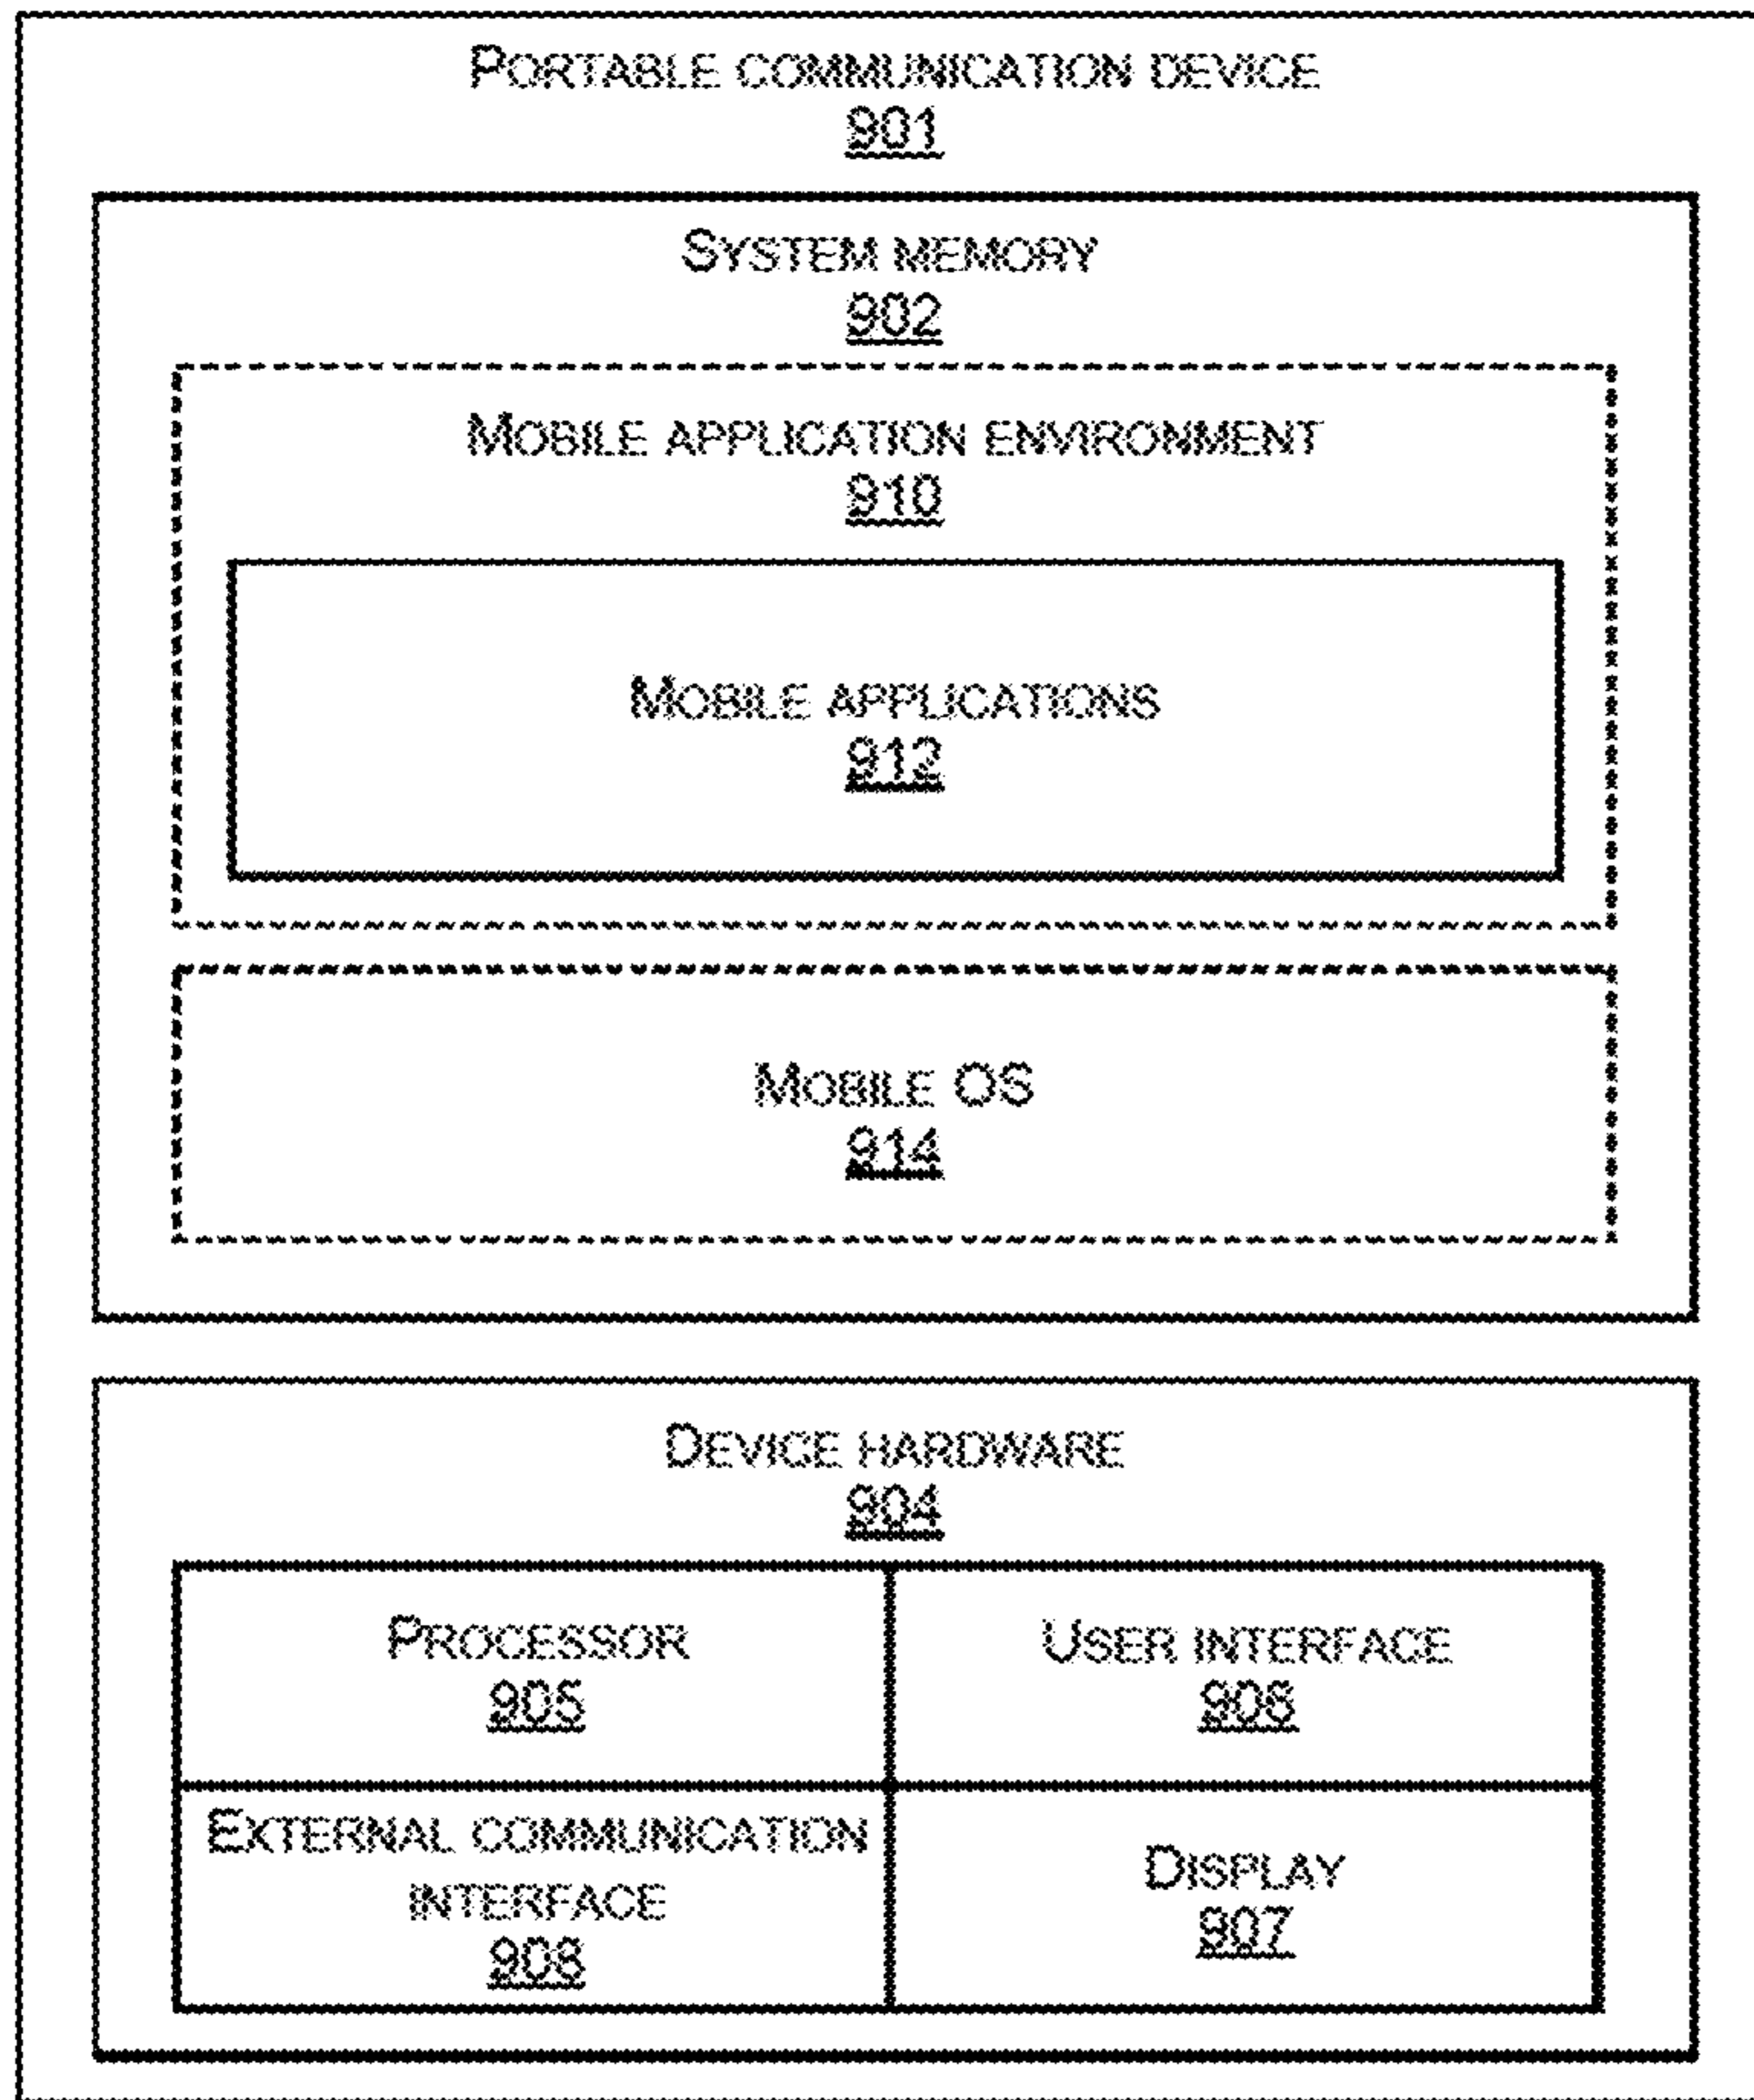 PORTABLE COMMUNICATION DEVICE
901
SYSTEM MEMORY
902
MOBILE APPLICATION ENVIRONMENT
910
MOBILE APPLICATIONS
912
MOBILE OS
914
DEVICE HARDWARE
904
PROCESSOR
905
USER INTERFACE
906
EXTERNAL COMMUNICATION
INTERFACE
908
DISPLAY
907